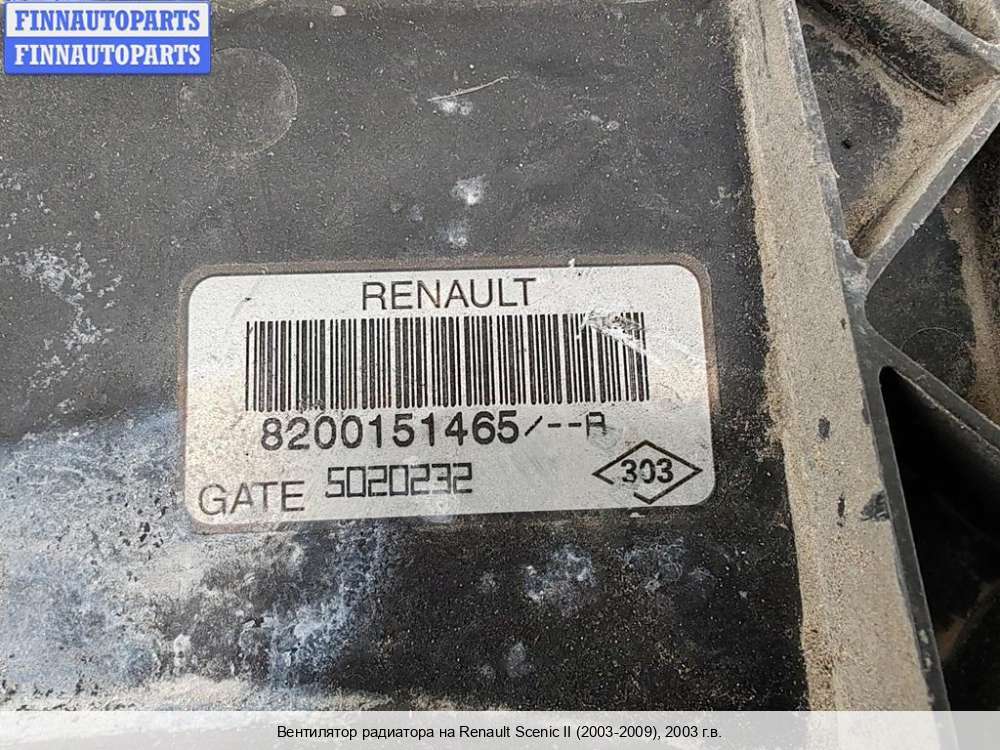 FINNAUTOPARTS
FINNAUTOPARTS
RENAULT
8200151465/--A
GATE 5020232
303
Вентилятор радиатора на Renault Scenic II (2003-2009), 2003 г.в.